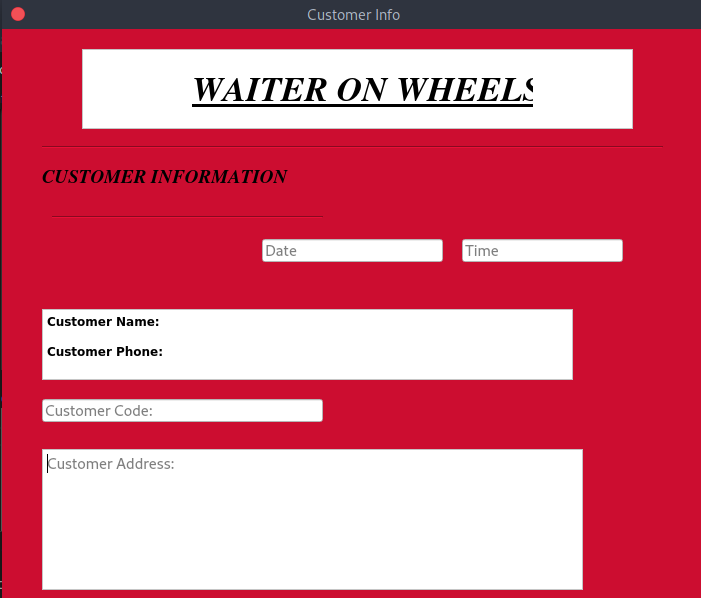 Customer Info
WAITER ON WHEELS
CUSTOMER INFORMATION
Date
Time
Customer Name:
Customer Phone:
Customer Code:
Customer Address: